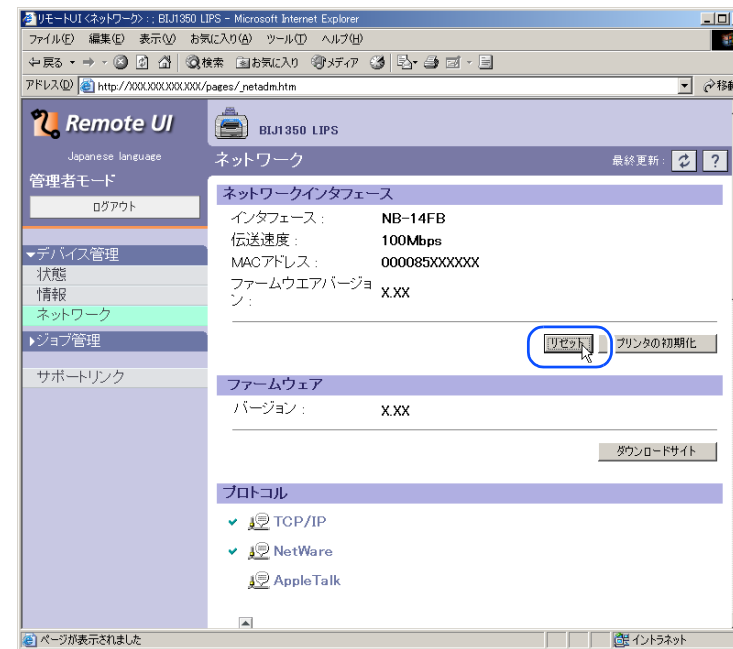 リモートUI <ネットワーク> : ; BIJ1350 LIPS - Microsoft Internet Explorer
ファイル(F) 編集(E) 表示(V) お気に入り(A) ツール(T) ヘルプ(H)
戻る 検索 お気に入り メディア
アドレス(D) http://XXX.XXX.XXX.XXX/pages/_netadm.htm 移動
Remote UI
Japanese language
管理者モード
ログアウト
デバイス管理
状態
情報
ネットワーク
ジョブ管理
サポートリンク
BIJ1350 LIPS
ネットワーク 最終更新 : ?
ネットワークインタフェース
インタフェース : NB-14FB
伝送速度 : 100Mbps
MACアドレス : 000085XXXXXX
ファームウエアバージョ
ン : X.XX
リセット プリンタの初期化
ファームウェア
バージョン : X.XX
ダウンロードサイト
プロトコル
TCP/IP
NetWare
AppleTalk
ページが表示されました イントラネット